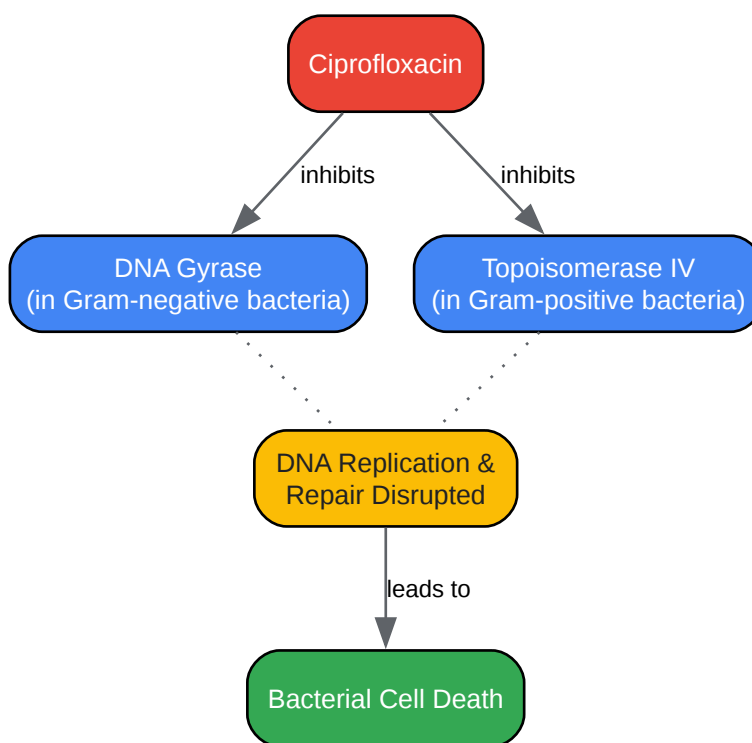 Ciprofloxacin
inhibits
inhibits
DNA Gyrase
(in Gram-negative bacteria)
Topoisomerase IV
(in Gram-positive bacteria)
DNA Replication &
Repair Disrupted
leads to
Bacterial Cell Death